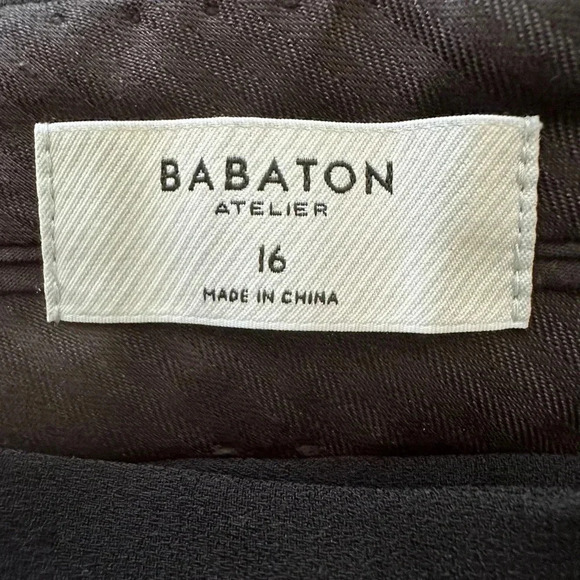 BABATON
ATELIER
16
MADE IN CHINA